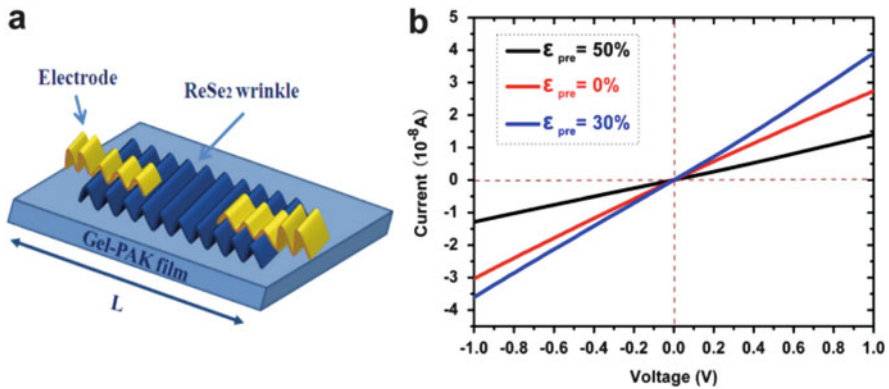 a
Electrode
ReSe₂ wrinkle
Gel-PAK film
L
b
5
4
3
2
1
0
-1
-2
-3
-4
Current (10⁻⁸A)
ε pre = 50%
ε pre = 0%
ε pre = 30%
-1.0 -0.8 -0.6 -0.4 -0.2 0.0 0.2 0.4 0.6 0.8 1.0
Voltage (V)